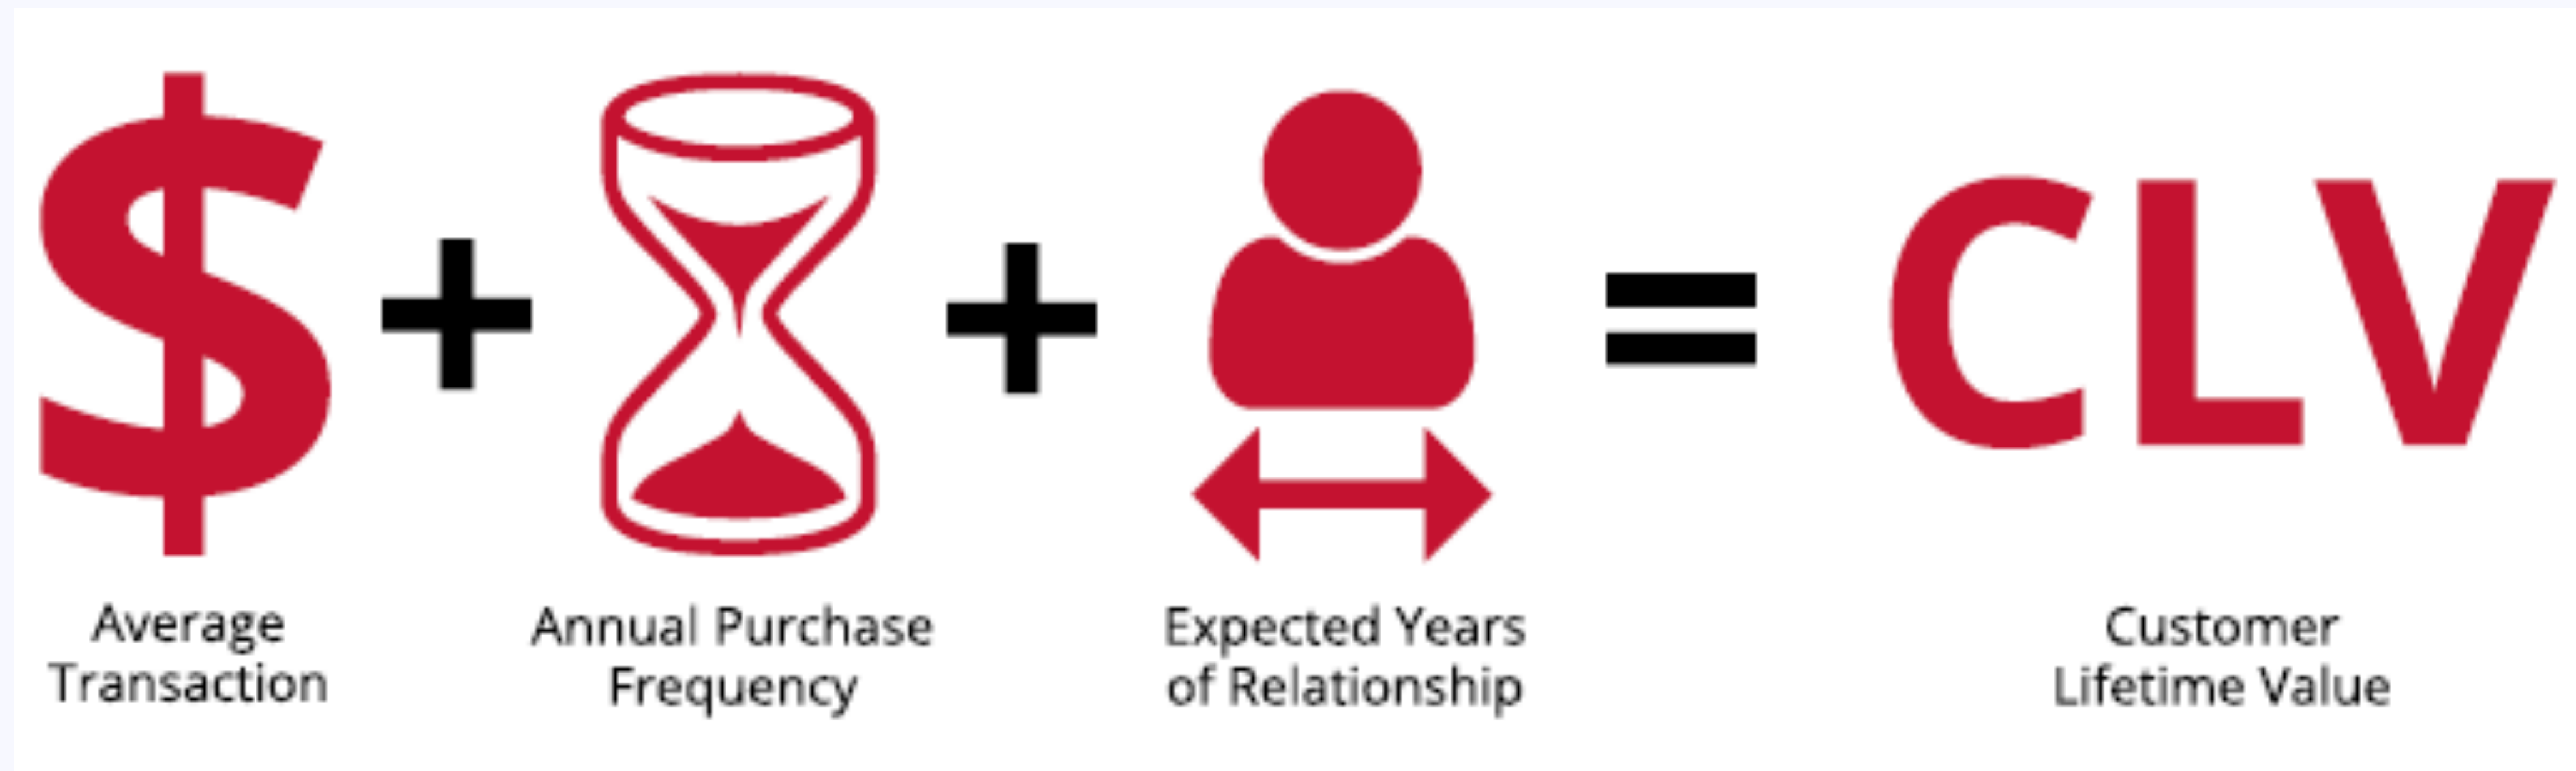 $ + + = CLV
Average
Transaction
Annual Purchase
Frequency
Expected Years
of Relationship
Customer
Lifetime Value